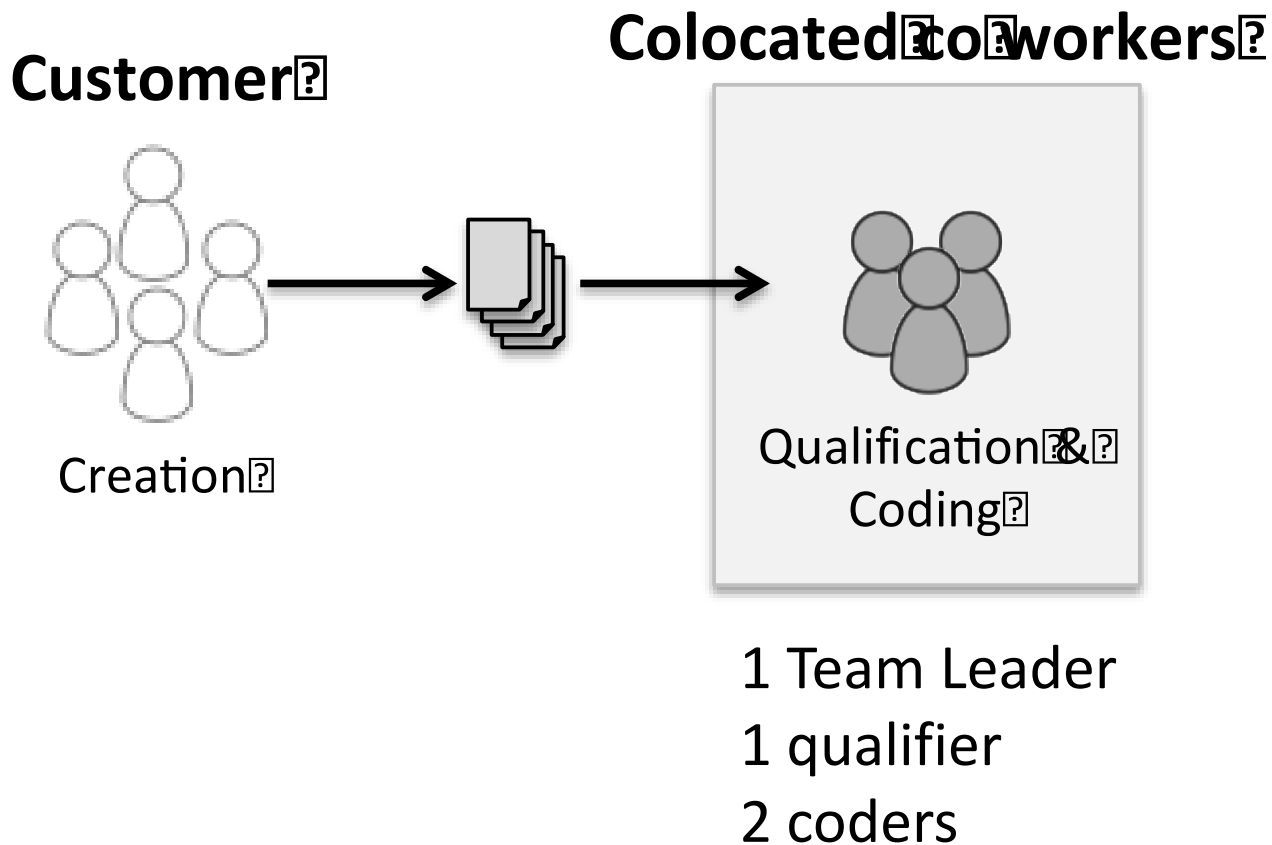 Customer
Creation
Colocated co workers
Qualification &
Coding
1 Team Leader
1 qualifier
2 coders